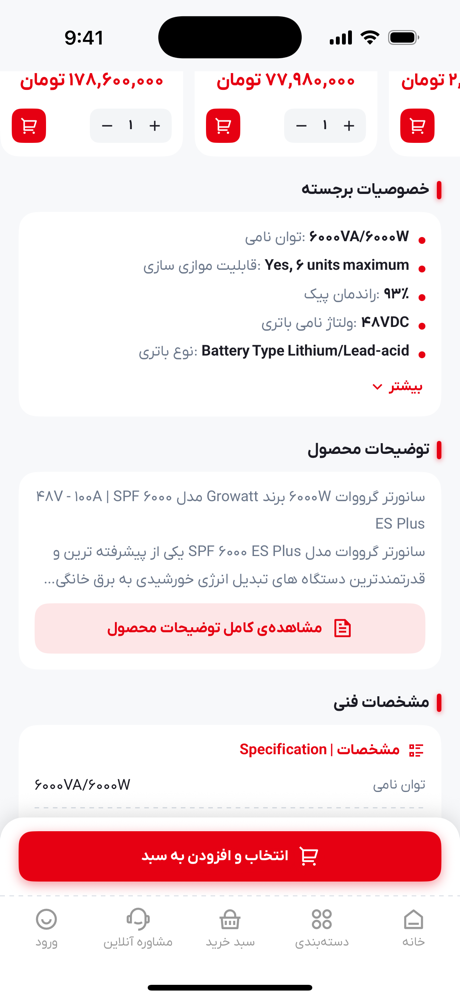 9:41
۲, تومان
۷۷,۹۸۰,۰۰۰ تومان
۱۷۸,۶۰۰,۰۰۰ تومان
+ ۱ −
+ ۱ −
خصوصیات برجسته
توان نامی: ۶۰۰۰VA/۶۰۰۰W
قابلیت موازی سازی: Yes, ۶ units maximum
راندمان پیک: ۹۳٪
ولتاژ نامی باتری: ۴۸VDC
نوع باتری: Battery Type Lithium/Lead-acid
بیشتر
توضیحات محصول
سانورتر گرووات ۶۰۰۰W برند Growatt مدل ۴۸V - ۱۰۰A | SPF ۶۰۰۰
ES Plus
سانورتر گرووات مدل SPF ۶۰۰۰ ES Plus یکی از پیشرفته ترین و
قدرتمندترین دستگاه های تبدیل انرژی خورشیدی به برق خانگی...
مشاهده‌ی کامل توضیحات محصول
مشخصات فنی
مشخصات | Specification
توان نامی ۶۰۰۰VA/۶۰۰۰W
انتخاب و افزودن به سبد
خانه
دسته‌بندی
سبد خرید
مشاوره آنلاین
ورود